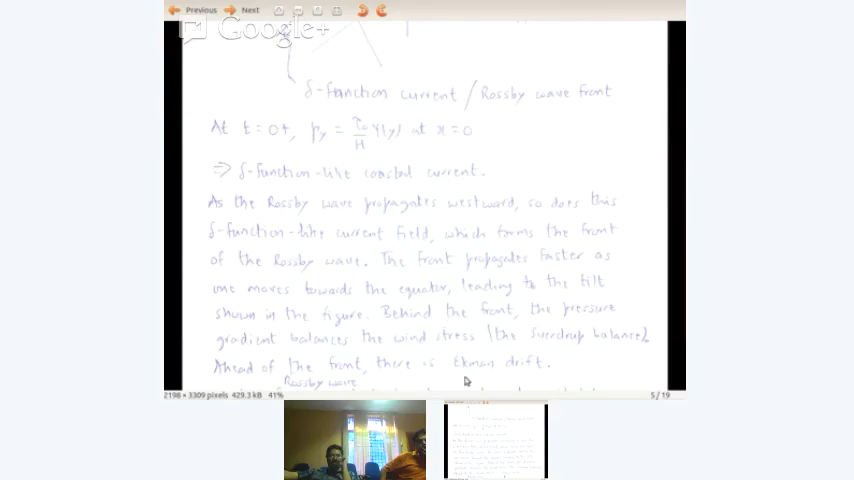 Previous Next
Google+
δ-function current / Rossby wave front
At t = 0+, py = τ0/H Y(y) at x = 0
⇒ δ-function-like coastal current.
As the Rossby wave propagates westward, so does this
δ-function-like current field, which forms the front
of the Rossby wave. The front propagates faster as
one moves towards the equator, leading to the tilt
shown in the figure. Behind the front, the pressure
gradient balances the wind stress (the Sverdrup balance).
Ahead of the front, there is Ekman drift.
Rossby wave
2198 × 3309 pixels 429.3 kB 41% 5 / 19